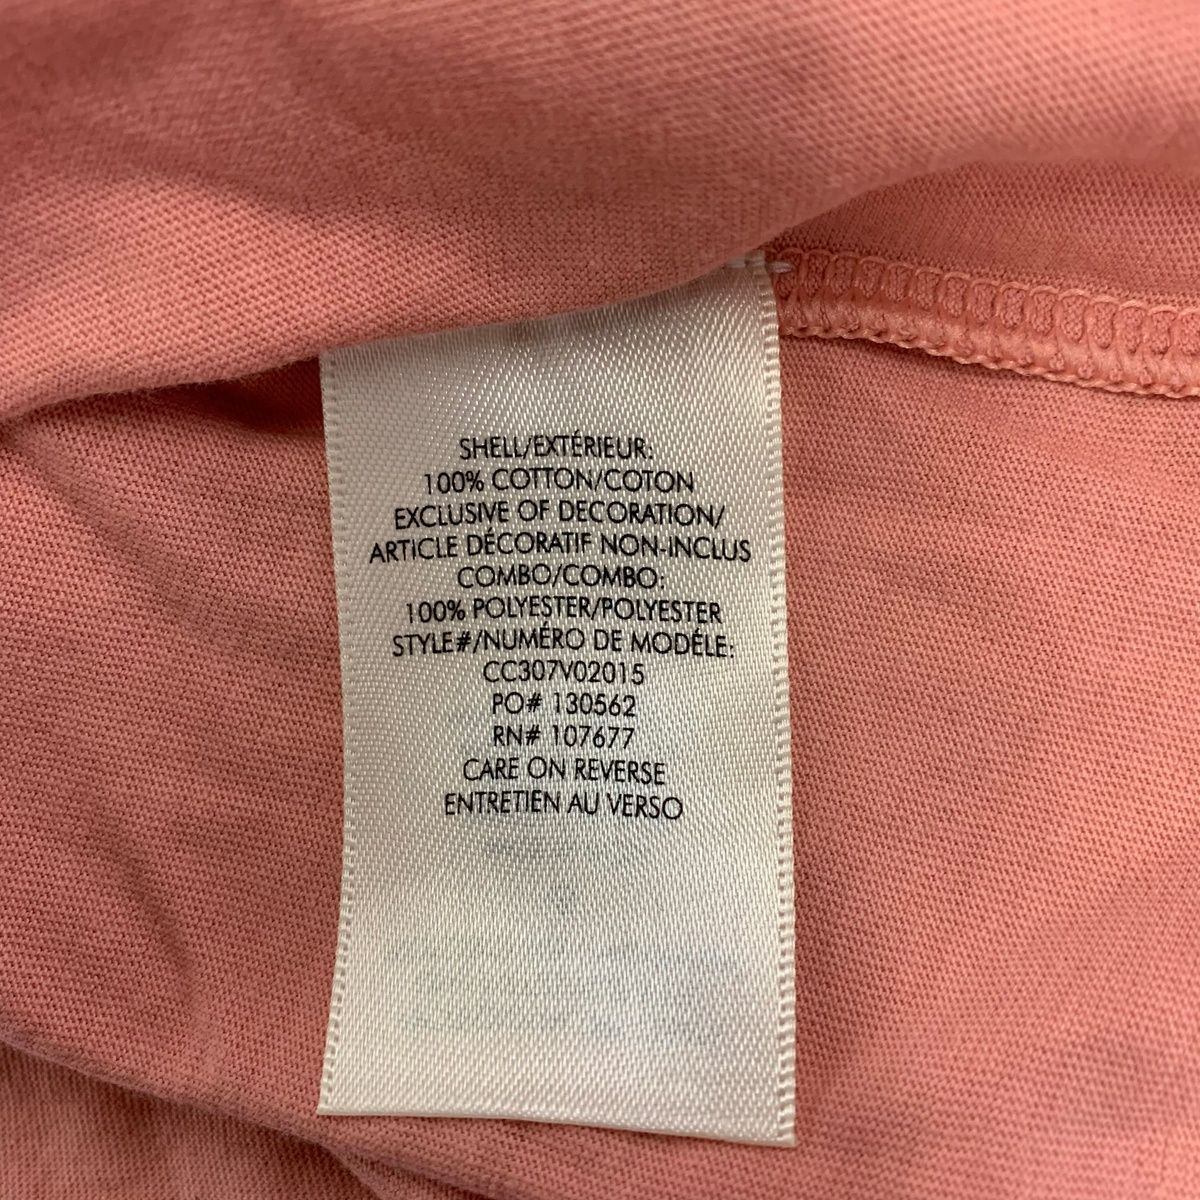 SHELL/EXTÉRIEUR:
100% COTTON/COTON
EXCLUSIVE OF DECORATION/
ARTICLE DÉCORATIF NON-INCLUS
COMBO/COMBO:
100% POLYESTER/POLYESTER
STYLE#/NUMÉRO DE MODÉLE:
CC307V02015
PO# 130562
RN# 107677
CARE ON REVERSE
ENTRETIEN AU VERSO